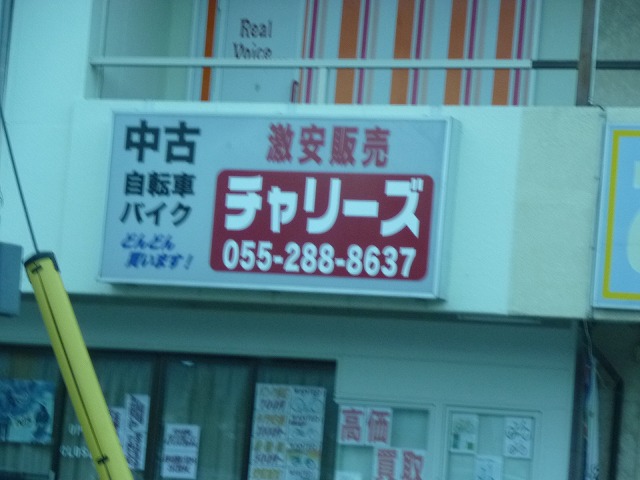 Real
Voice
中古
自転車
バイク
どんどん
買います!
激安販売
チャリーズ
055-288-8637
高価
買取